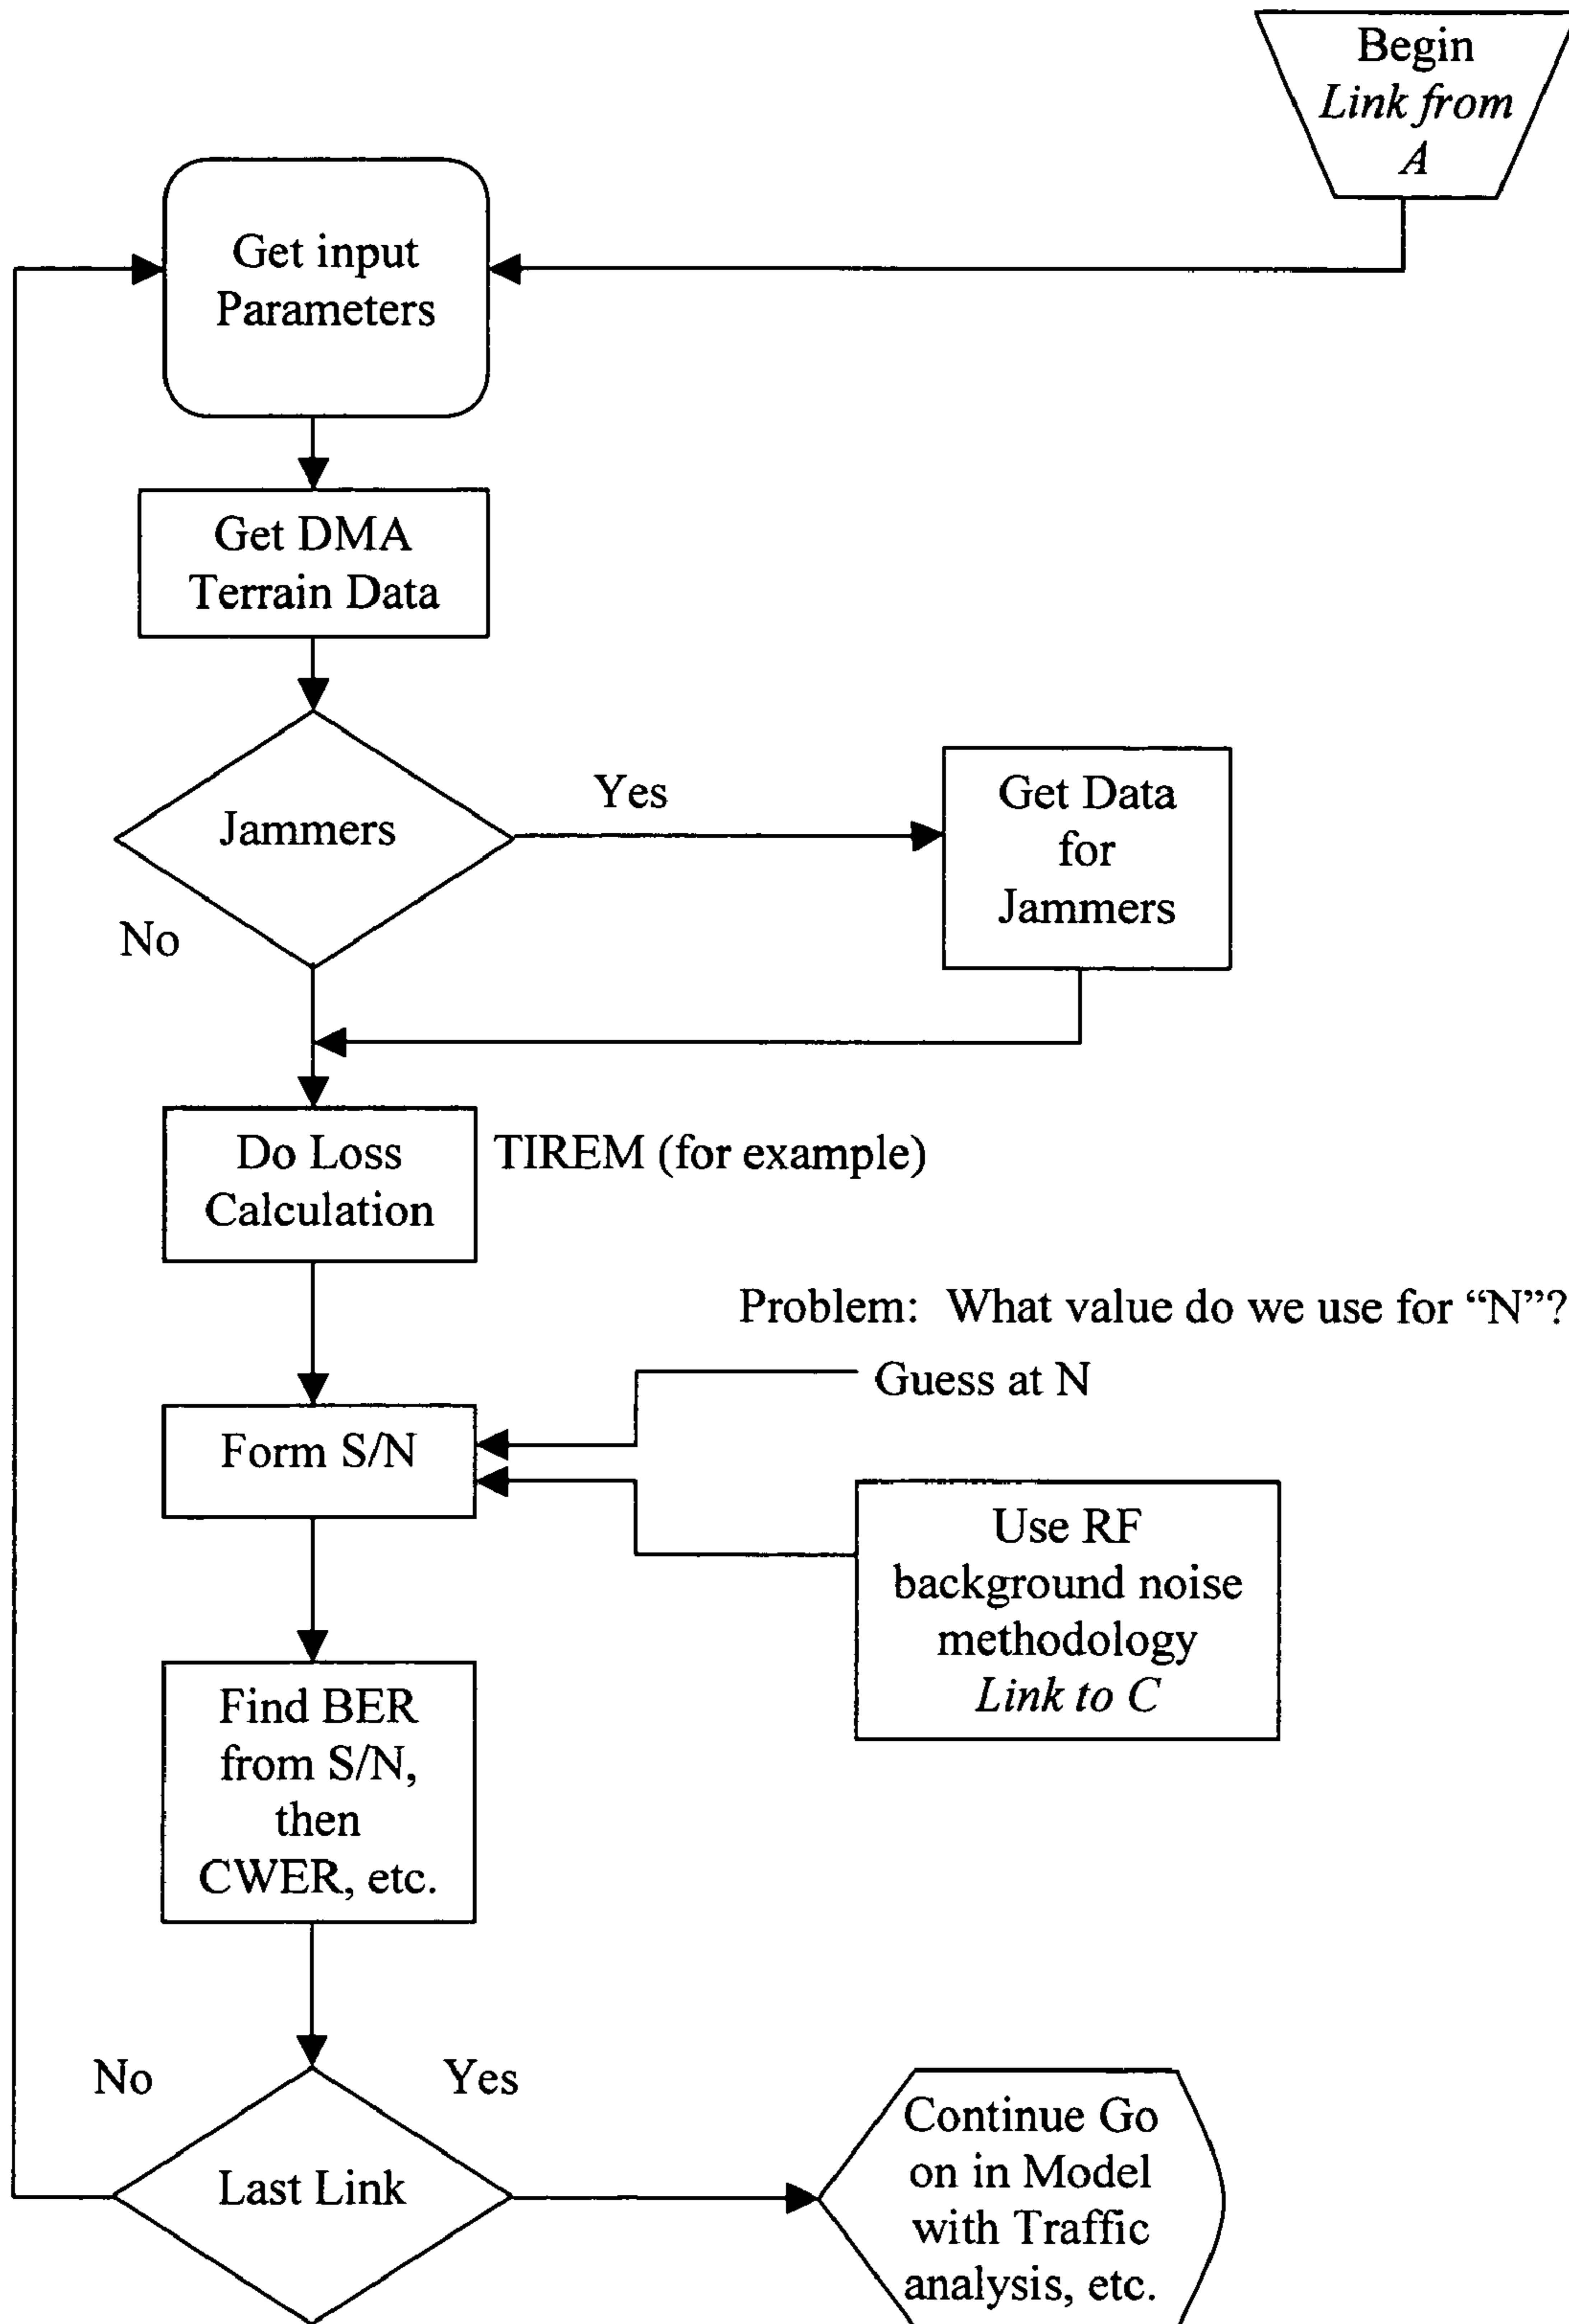 Begin
Link from
A
Get input
Parameters
Get DMA
Terrain Data
Jammers
Yes
Get Data
for
Jammers
No
Do Loss
Calculation
TIREM (for example)
Problem: What value do we use for “N”?
Guess at N
Form S/N
Use RF
background noise
methodology
Link to C
Find BER
from S/N,
then
CWER, etc.
No
Yes
Last Link
Continue Go
on in Model
with Traffic
analysis, etc.